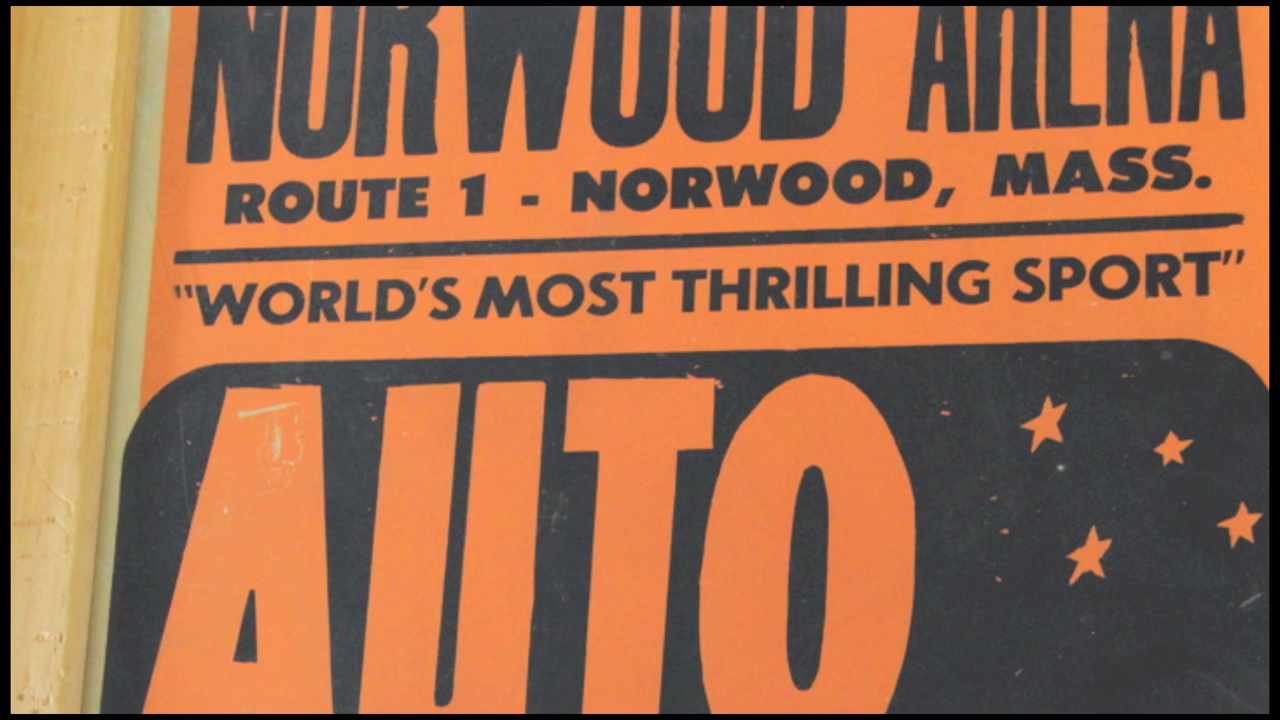 NORWOOD ARENA
ROUTE 1 - NORWOOD, MASS.
"WORLD'S MOST THRILLING SPORT"
AUTO